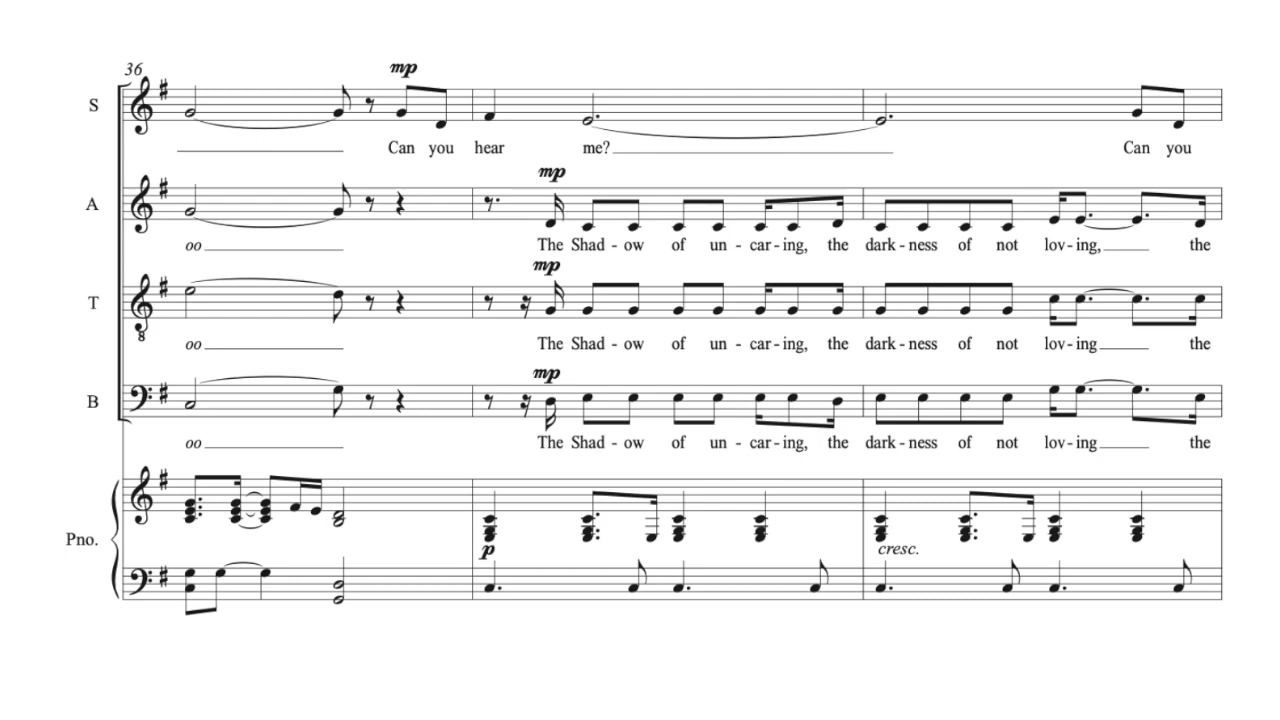 36
mp
S
Can you hear me? Can you
mp
A
oo The Shad - ow of un - car - ing, the dark - ness of not lov - ing, the
mp
T
8
oo The Shad - ow of un - car - ing, the dark - ness of not lov - ing the
mp
B
oo The Shad - ow of un - car - ing, the dark - ness of not lov - ing the
Pno.
p cresc.